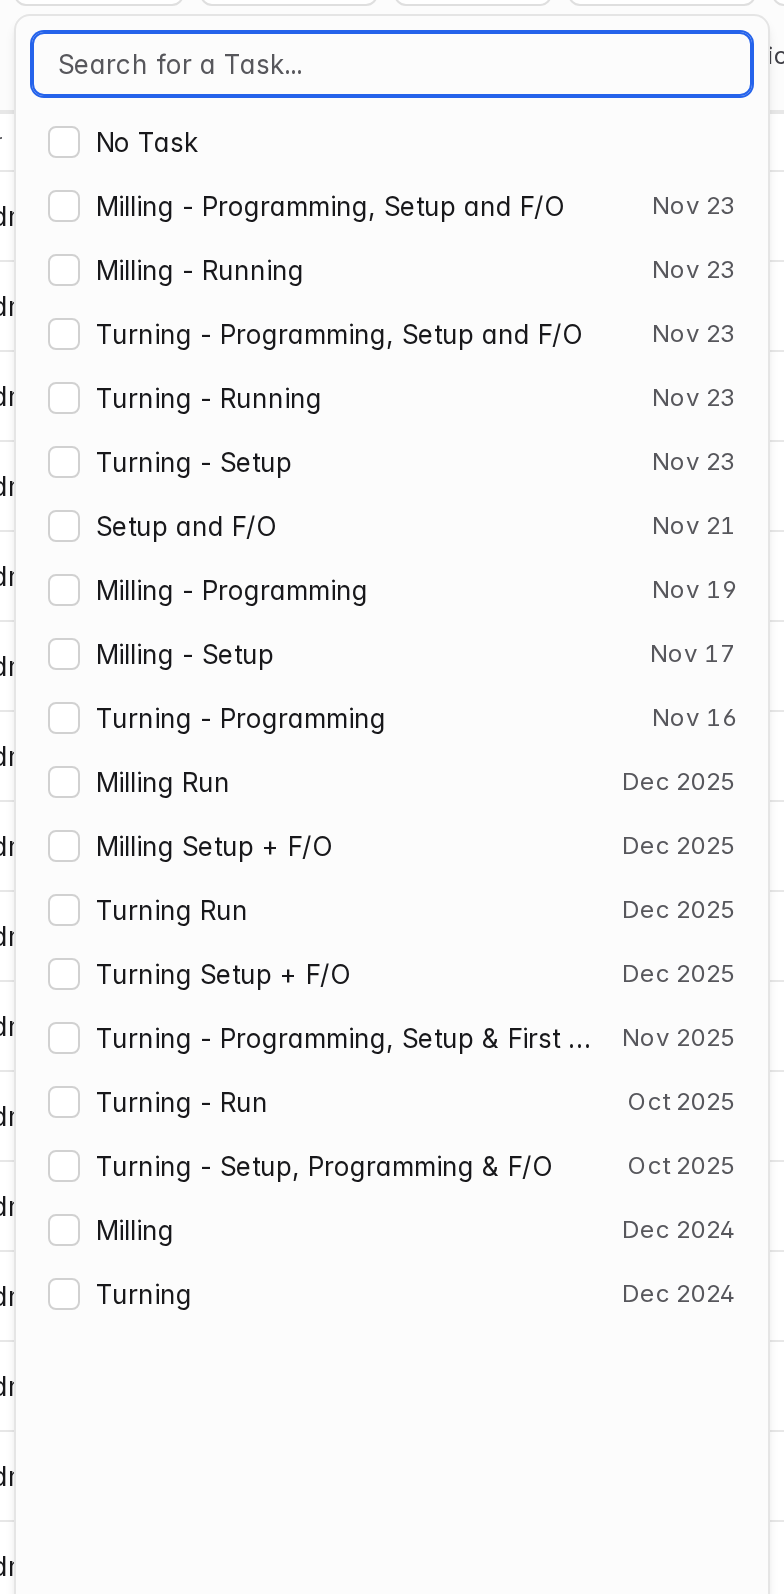 Search for a Task...
No Task
Milling - Programming, Setup and F/O Nov 23
Milling - Running Nov 23
Turning - Programming, Setup and F/O Nov 23
Turning - Running Nov 23
Turning - Setup Nov 23
Setup and F/O Nov 21
Milling - Programming Nov 19
Milling - Setup Nov 17
Turning - Programming Nov 16
Milling Run Dec 2025
Milling Setup + F/O Dec 2025
Turning Run Dec 2025
Turning Setup + F/O Dec 2025
Turning - Programming, Setup & First ... Nov 2025
Turning - Run Oct 2025
Turning - Setup, Programming & F/O Oct 2025
Milling Dec 2024
Turning Dec 2024